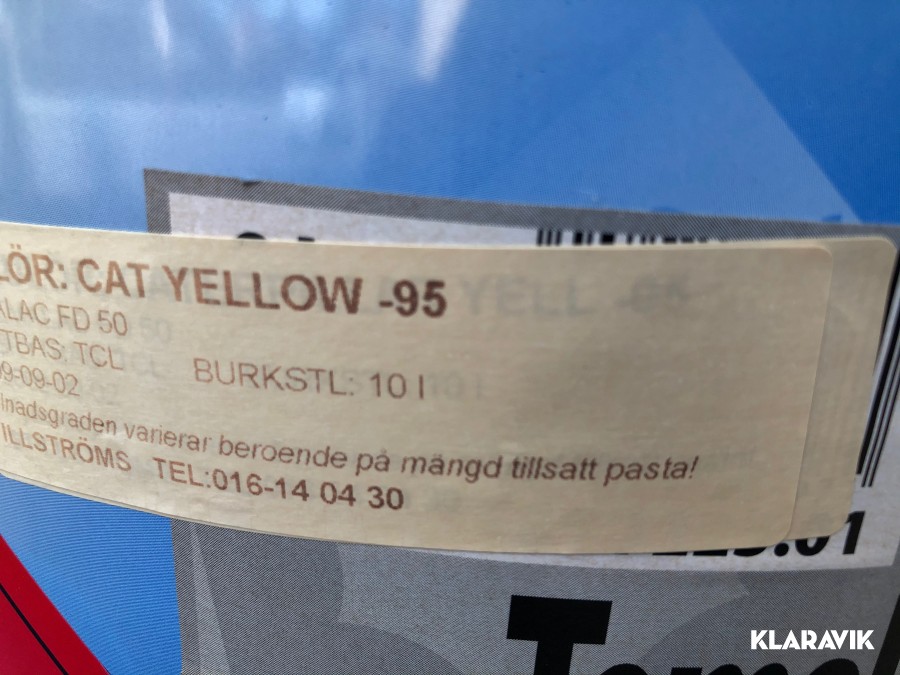 LÖR: CAT YELLOW -95
ALAC FD 50
TBAS: TCL BURKSTL: 10 l
9-09-02
lnadsgraden varierar beroende på mängd tillsatt pasta!
ILLSTRÖMS TEL:016-14 04 30
KLARAVIK